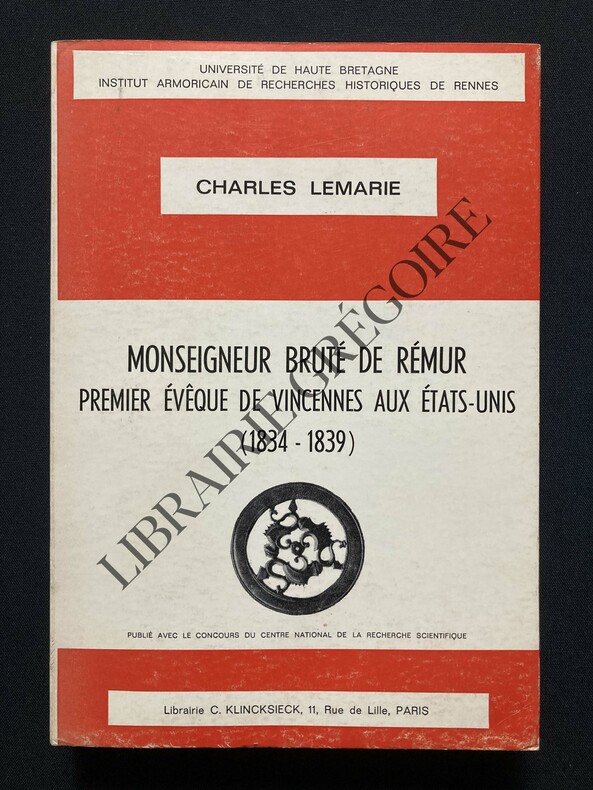 UNIVERSITÉ DE HAUTE BRETAGNE
INSTITUT ARMORICAIN DE RECHERCHES HISTORIQUES DE RENNES
CHARLES LEMARIE
MONSEIGNEUR BRUTÉ DE RÉMUR
PREMIER ÉVÊQUE DE VINCENNES AUX ÉTATS-UNIS
(1834 - 1839)
LIBRAIRIE GRÉGOIRE
PUBLIÉ AVEC LE CONCOURS DU CENTRE NATIONAL DE LA RECHERCHE SCIENTIFIQUE
Librairie C. KLINCKSIECK, 11, Rue de Lille, PARIS